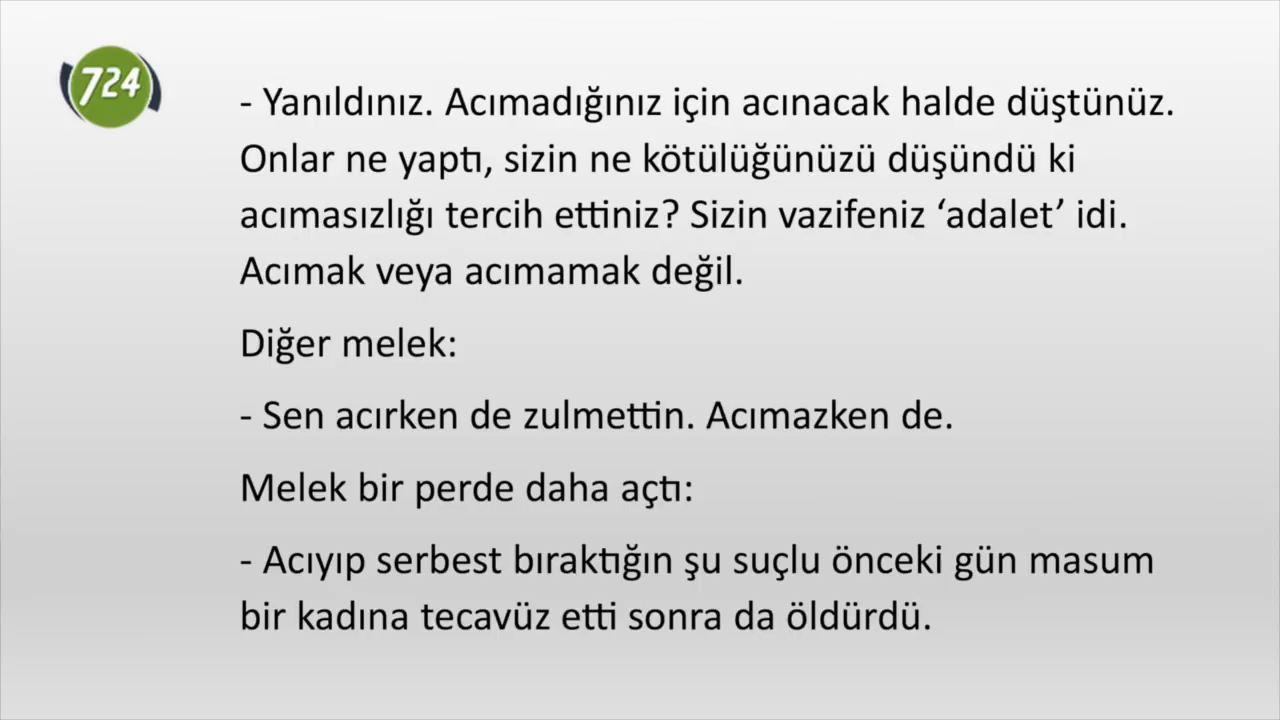 724
- Yanıldınız. Acımadığınız için acınacak halde düştünüz.
Onlar ne yaptı, sizin ne kötülüğünüzü düşündü ki
acımasızlığı tercih ettiniz? Sizin vazifeniz ‘adalet’ idi.
Acımak veya acımamak değil.
Diğer melek:
- Sen acırken de zulmettin. Acımazken de.
Melek bir perde daha açtı:
- Acıyıp serbest bıraktığın şu suçlu önceki gün masum
bir kadına tecavüz etti sonra da öldürdü.